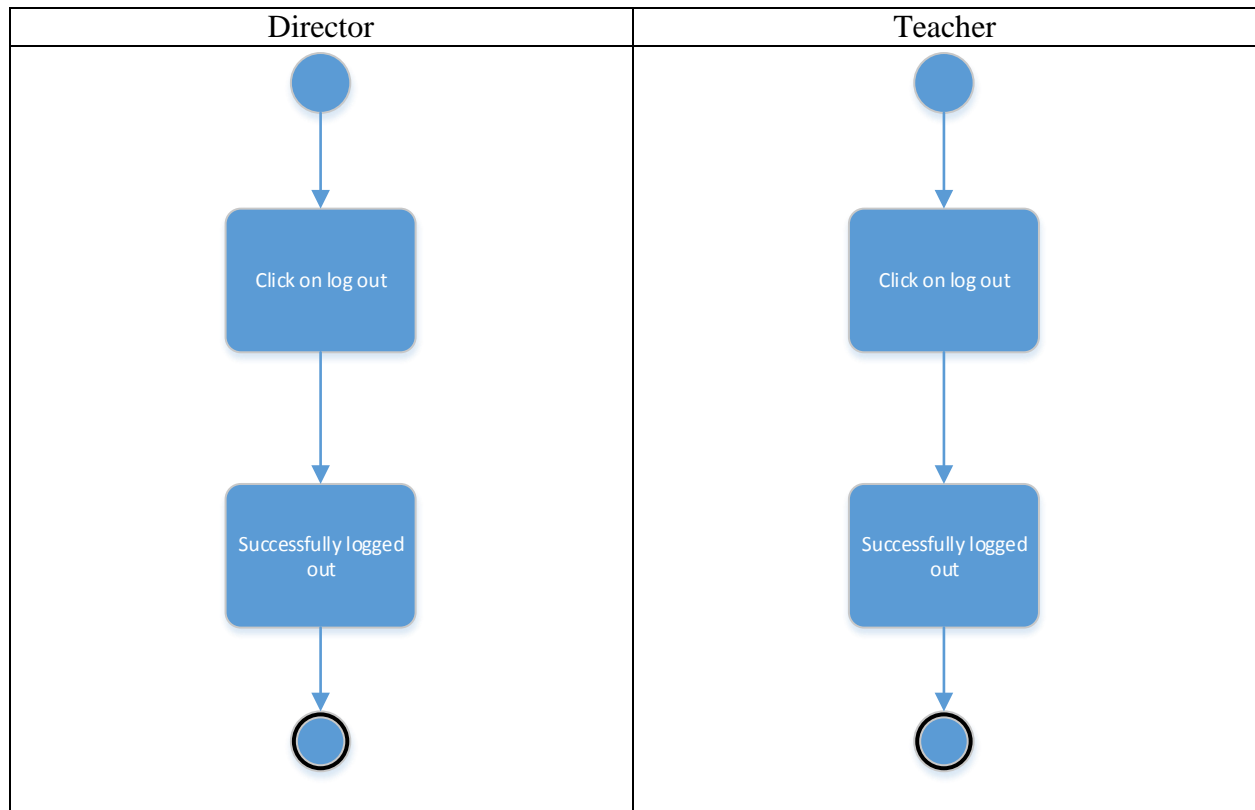 Director
Teacher
Click on log out
Click on log out
Successfully logged
out
Successfully logged
out